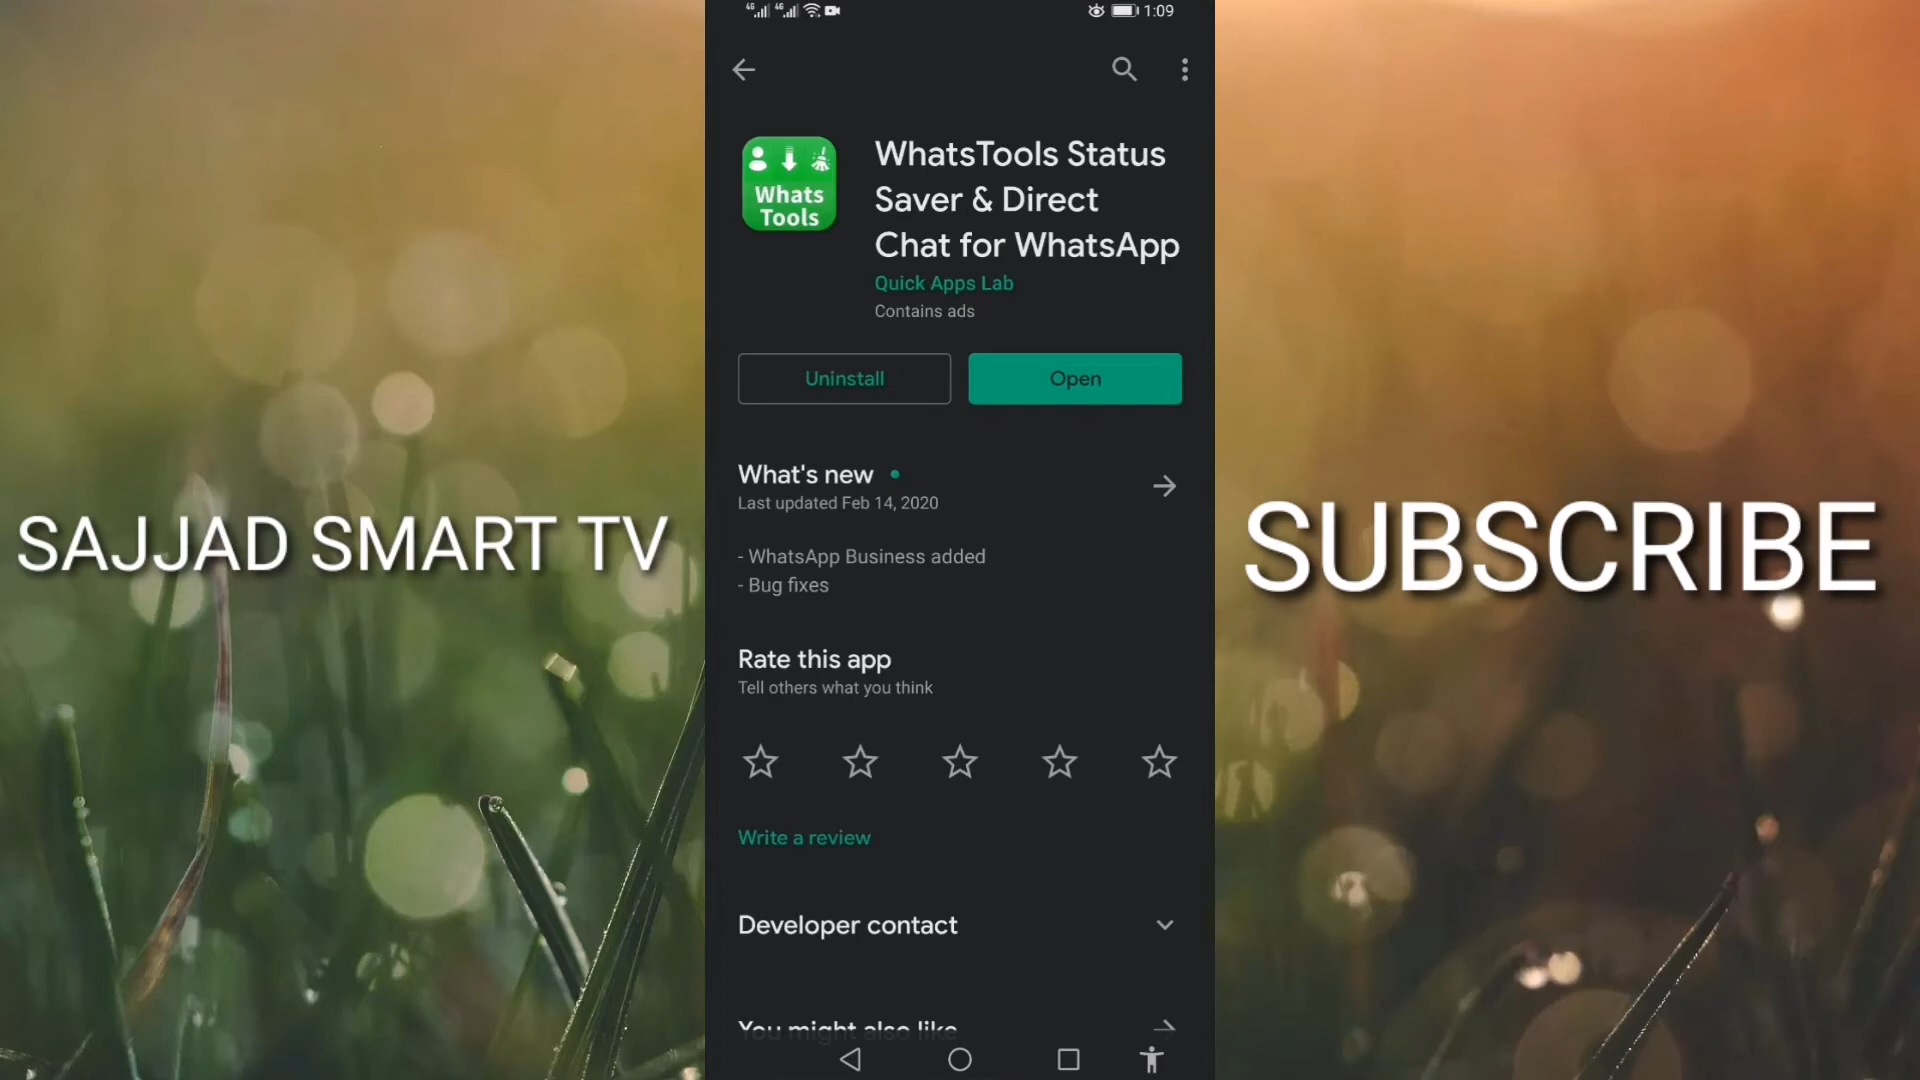 4G 4G 1:09
Whats
Tools
WhatsTools Status
Saver & Direct
Chat for WhatsApp
Quick Apps Lab
Contains ads
Uninstall
Open
What's new
Last updated Feb 14, 2020
- WhatsApp Business added
- Bug fixes
SAJJAD SMART TV
SUBSCRIBE
Rate this app
Tell others what you think
Write a review
Developer contact
You might also like